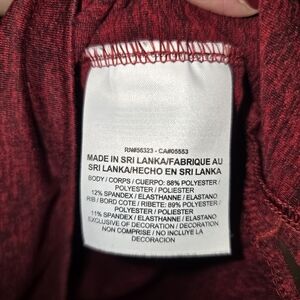 RN#56323 - CA#05553
MADE IN SRI LANKA/FABRIQUE AU
SRI LANKA/HECHO EN SRI LANKA
BODY / CORPS / CUERPO: 88% POLYESTER /
POLYESTER / POLIESTER
12% SPANDEX / ELASTHANNE / ELASTANO
RIB / BORD COTE / RIBETE: 89% POLYESTER /
POLYESTER / POLIESTER
11% SPANDEX / ELASTHANNE / ELASTANO
EXCLUSIVE OF DECORATION / DECORATION
NON COMPRISE / NO INCLUYE LA
DECORACION